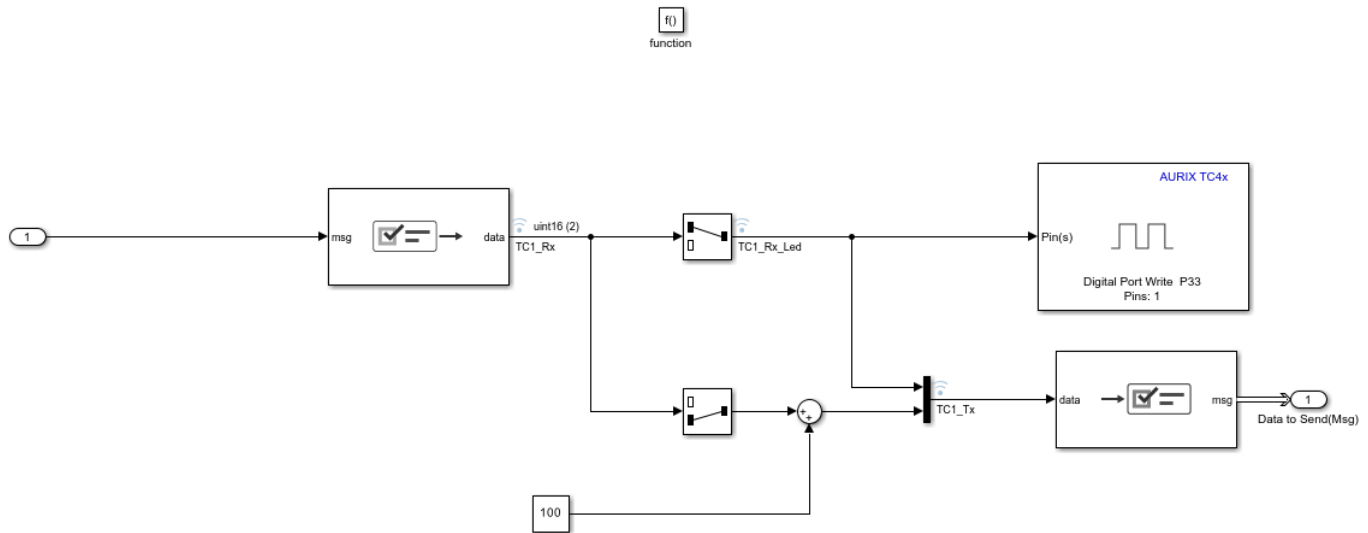 f()
function
AURIX TC4x
1
msg
data
uint16 (2)
TC1_Rx
TC1_Rx_Led
Pin(s)
Digital Port Write P33
Pins: 1
+
+
TC1_Tx
data
msg
1
Data to Send(Msg)
100